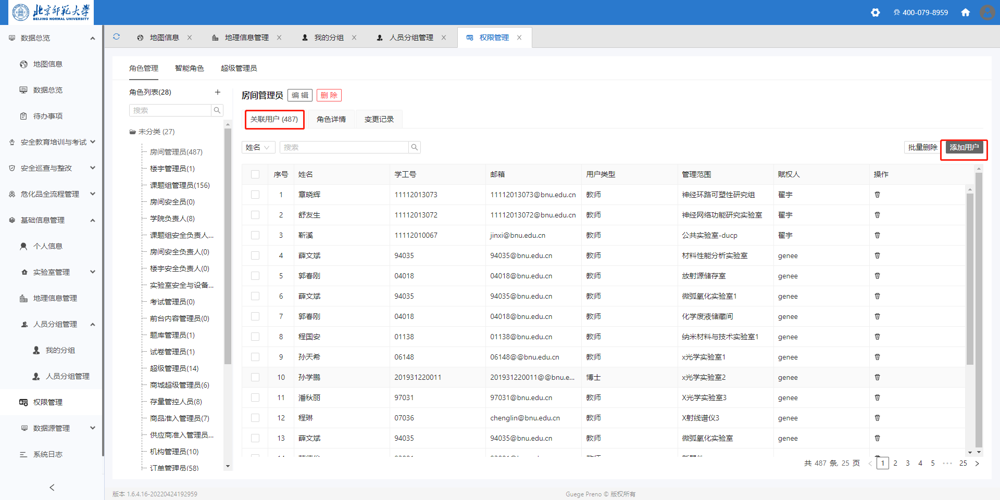 北京师范大学
BEIJING NORMAL UNIVERSITY
400-079-8959
数据总览
地图信息
数据总览
待办事项
安全教育培训与考试
安全巡查与整改
危化品全流程管理
基础信息管理
个人信息
实验室管理
地理信息管理
人员分组管理
我的分组
人员分组管理
权限管理
数据源管理
系统日志
地图信息
地理信息管理
我的分组
人员分组管理
权限管理
角色管理 智能角色 超级管理员
角色列表(28)
搜索
未分类 (27)
房间管理员(487)
楼宇管理员(1)
课题组管理员(156)
房间安全员(0)
学院负责人(8)
课题组安全负责人...
房间安全负责人(0)
楼宇安全负责人(0)
实验室安全与设备...
考试管理员(0)
前台内容管理员(0)
题库管理员(1)
试卷管理员(1)
超级管理员(14)
商城超级管理员(6)
存量管控人员(8)
商品准入管理员(7)
供应商准入管理员...
机构管理员(10)
订单管理员(58)
房间管理员 编 辑 删 除
关联用户 (487) 角色详情 变更记录
姓名 搜索 批量删除 添加用户
序号 姓名 学工号 邮箱 用户类型 管理范围 赋权人 操作
1 章晓辉 11112013073 11112013073@bnu.edu.cn 教师 神经环路可塑性研究组 翟宇
2 舒友生 11112013072 11112013072@bnu.edu.cn 教师 神经网络功能研究实验室 翟宇
3 靳溪 11112010067 jinxi@bnu.edu.cn 教师 公共实验室-ducp 翟宇
4 薛文斌 94035 94035@bnu.edu.cn 教师 材料性能分析实验室 genee
5 郭春刚 04018 04018@bnu.edu.cn 教师 放射源储存室 genee
6 薛文斌 94035 94035@bnu.edu.cn 教师 微弧氧化实验室1 genee
7 郭春刚 04018 04018@bnu.edu.cn 教师 化学废液储藏间 genee
8 程国安 01138 01138@bnu.edu.cn 教师 纳米材料与技术实验室1 genee
9 孙天希 06148 06148@@bnu.edu.cn 教师 x光学实验室1 genee
10 孙学鹏 201931220011 201931220011@@bnu.e... 博士 x光学实验室2 genee
11 潘秋丽 97031 97031@bnu.edu.cn 教师 X光学实验室3 genee
12 程琳 07036 chenglin@bnu.edu.cn 教师 X射线谱仪3 genee
13 薛文斌 94035 94035@bnu.edu.cn 教师 微弧氧化实验室 genee
共 487 条, 25 页 < 1 2 3 4 5 ••• 25 >
版本 1.6.4.16-20220424192959
Guege Preno © 版权所有